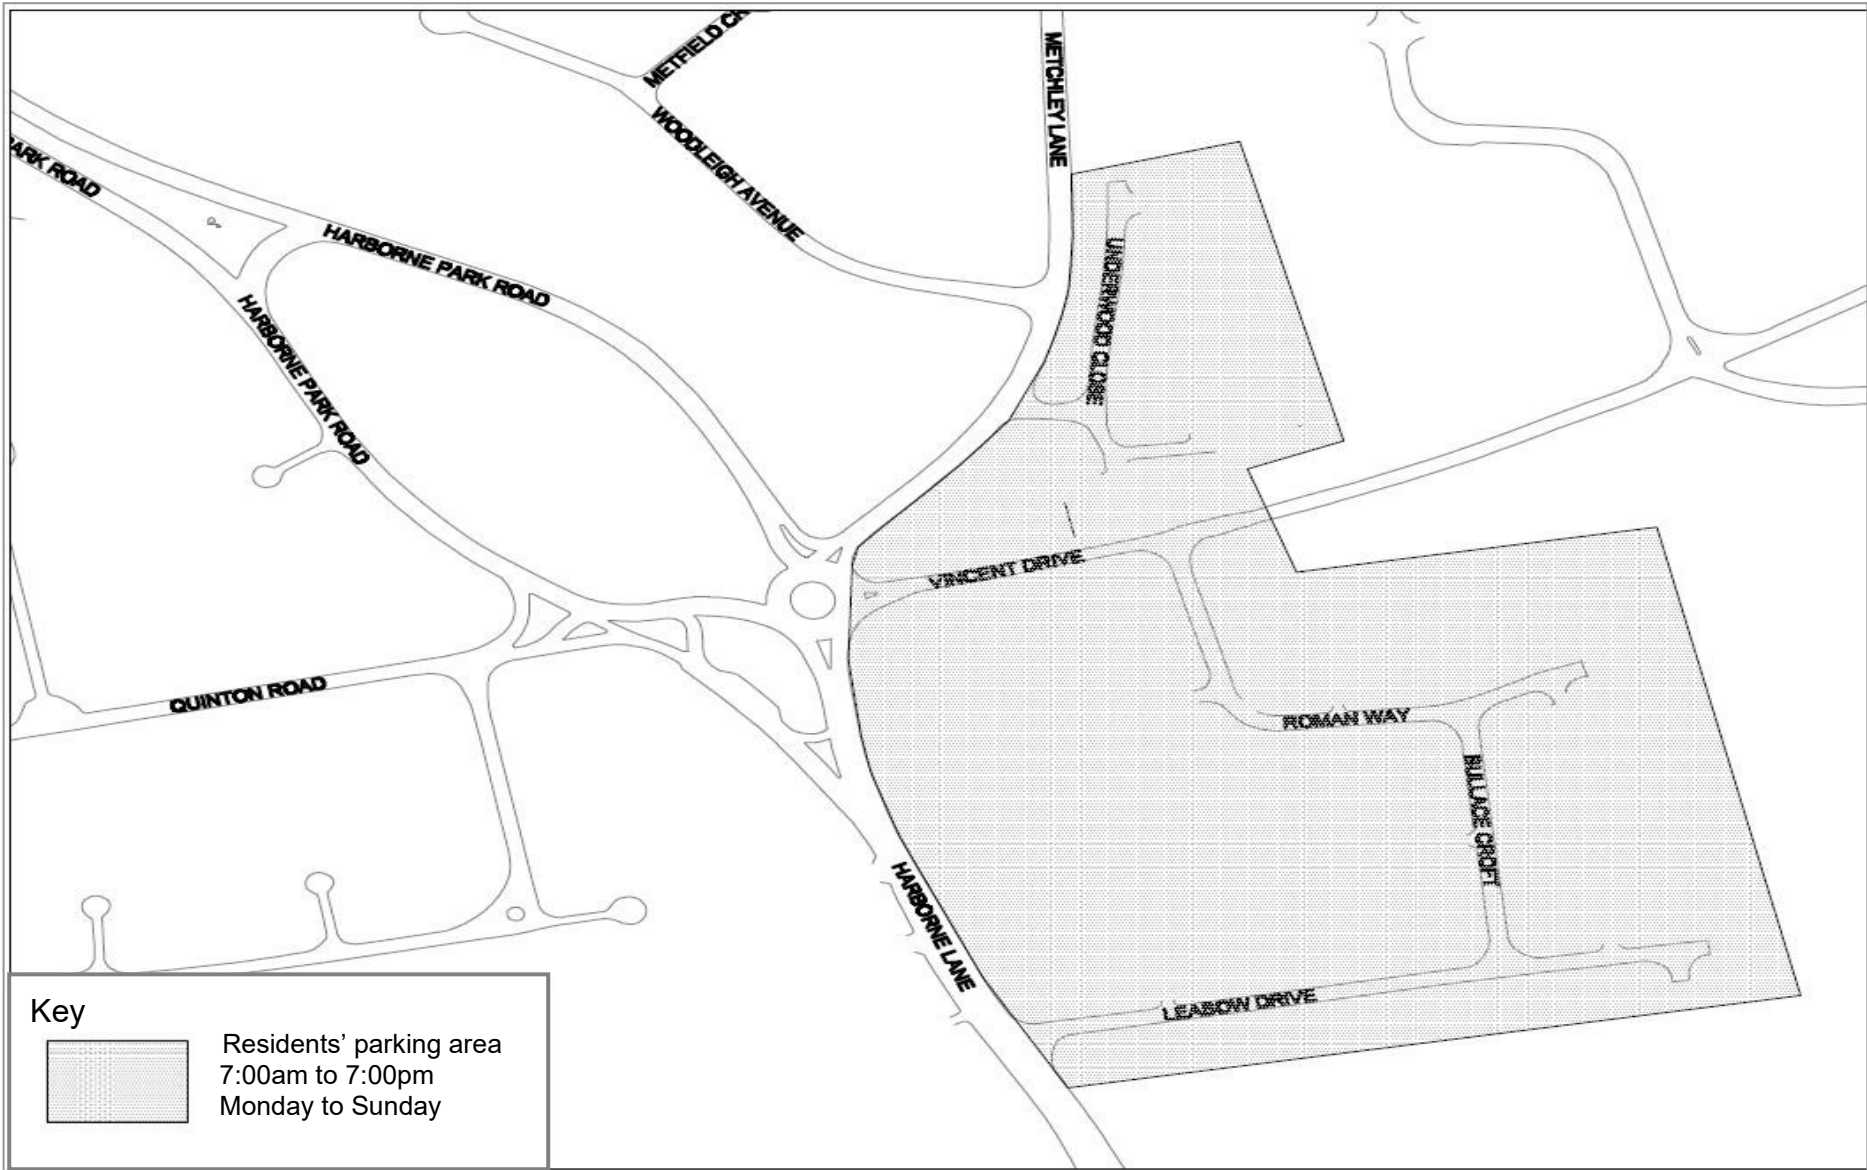 METFIELD
METCHLEY LANE
WOODLEIGH AVENUE
PARK ROAD
HARBORNE PARK ROAD
UNDERWOOD CLOSE
HARBORNE PARK ROAD
VINCENT DRIVE
QUINTON ROAD
ROMAN WAY
BULLACE CROFT
HARBORNE LANE
LEABOW DRIVE
Key
Residents’ parking area
7:00am to 7:00pm
Monday to Sunday